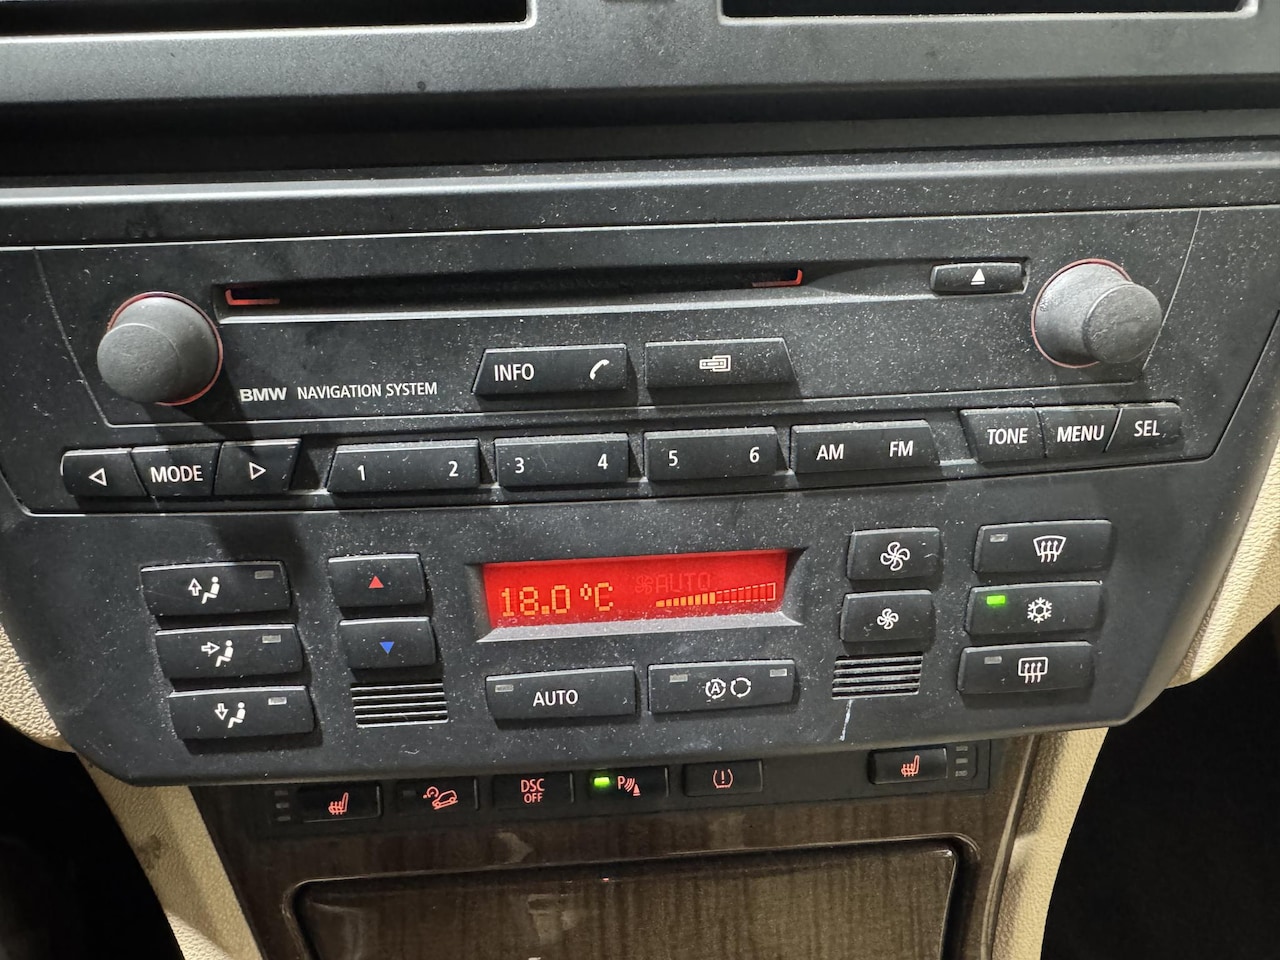 INFO
BMW NAVIGATION SYSTEM
MODE
1 2
3 4
5 6
AM FM
TONE
MENU
SEL
18.0°C
AUTO
AUTO
A
DSC
OFF
P